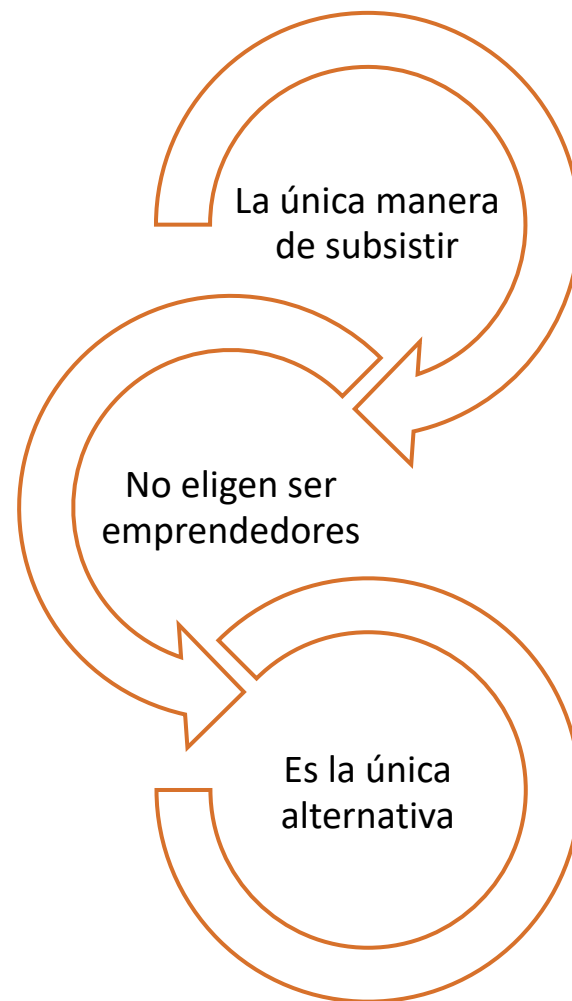 La única manera
de subsistir
No eligen ser
emprendedores
Es la única
alternativa